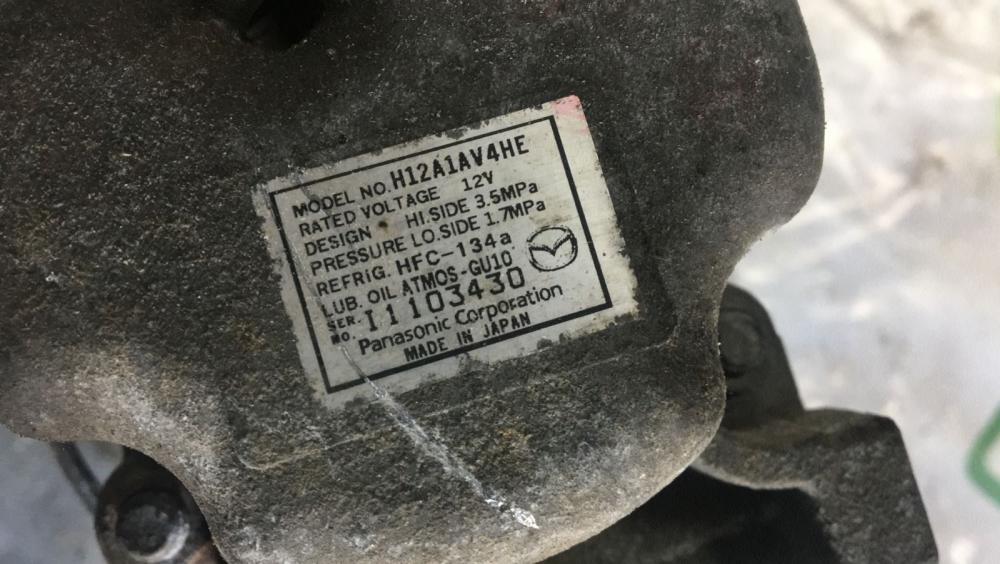 MODEL NO. H12A1AV4HE
RATED VOLTAGE 12V
DESIGN HI.SIDE 3.5MPa
PRESSURE LO.SIDE 1.7MPa
REFRIG. HFC-134a
LUB. OIL ATMOS-GU10
SER. NO. I1103430
Panasonic Corporation
MADE IN JAPAN